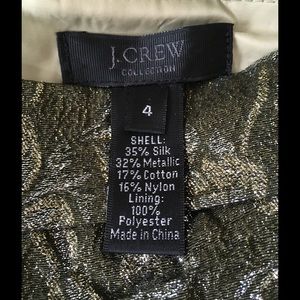 J.CREW
COLLECTION
4
SHELL:
35% Silk
32% Metallic
17% Cotton
16% Nylon
Lining:
100%
Polyester
Made in China